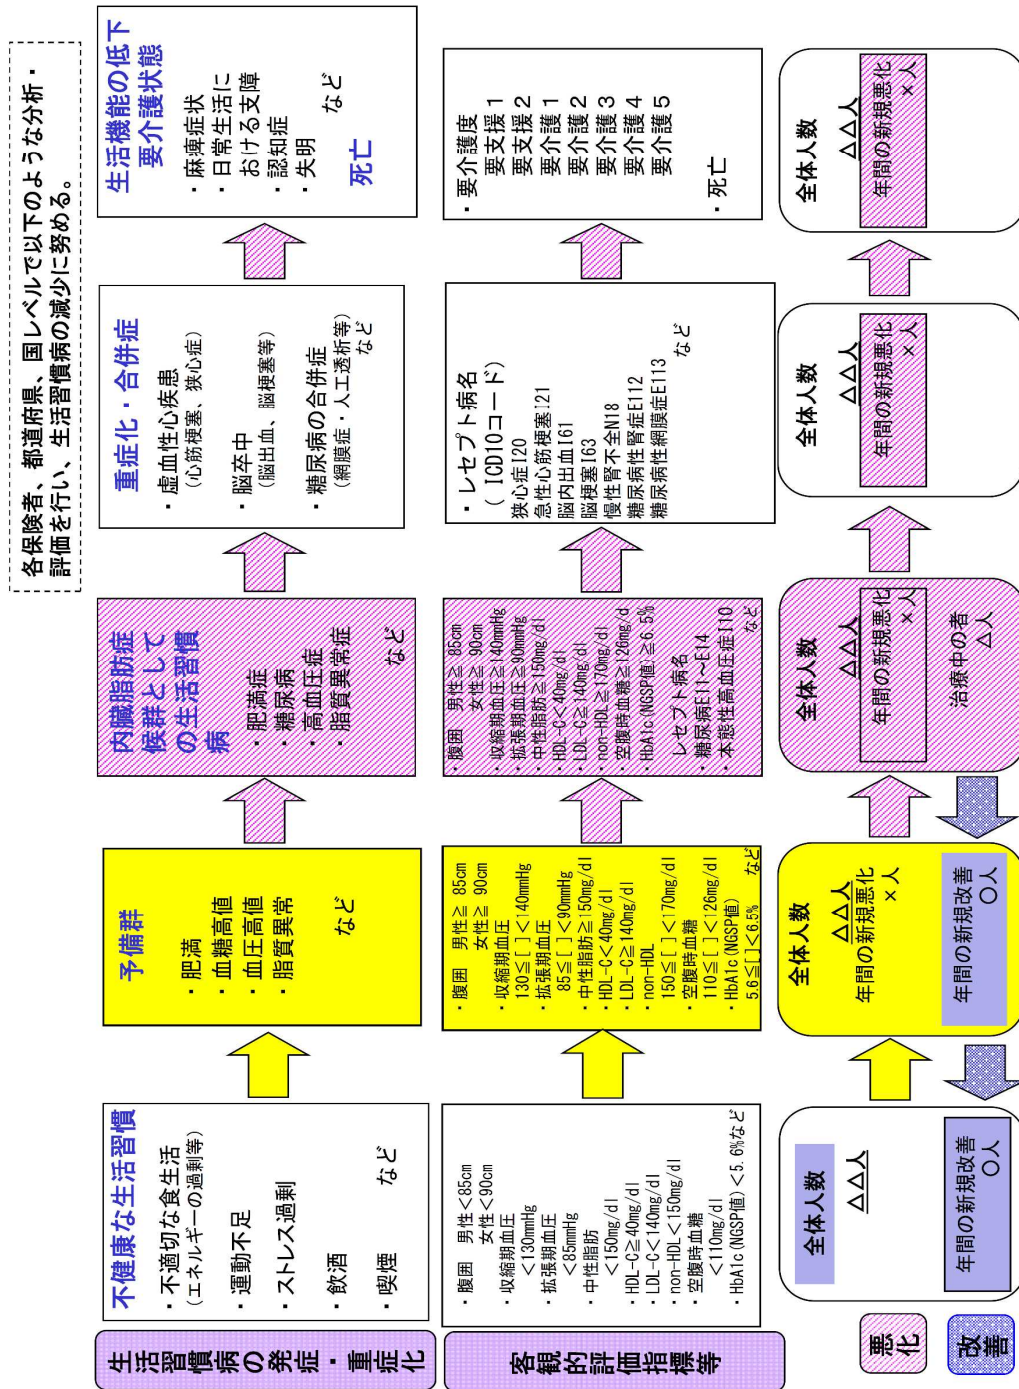 各保険者、都道府県、国レベルで以下のような分析・
評価を行い、生活習慣病の減少に努める。
生活習慣病の発症・重症化
不健康な生活習慣
・不適切な食生活
(エネルギーの過剰等)
・運動不足
・ストレス過剰
・飲酒
・喫煙
など
予備群
・肥満
・血糖高値
・血圧高値
・脂質異常
など
内臓脂肪症
候群として
の生活習慣
病
・肥満症
・糖尿病
・高血圧症
・脂質異常症
など
重症化・合併症
・虚血性心疾患
(心筋梗塞、狭心症)
・脳卒中
(脳出血、脳梗塞等)
・糖尿病の合併症
(網膜症・人工透析等)
など
生活機能の低下
要介護状態
・麻痺症状
・日常生活に
おける支障
・認知症
・失明
など
死亡
客観的評価指標等
・腹囲 男性<85cm
女性<90cm
・収縮期血圧
<130mmHg
・拡張期血圧
<85mmHg
・中性脂肪
<150mg/dl
・HDL-C≧40mg/dl
・LDL-C<140mg/dl
・non-HDL<150mg/dl
・空腹時血糖
<110mg/dl
・HbA1c(NGSP値)<5.6%など
・腹囲 男性≧ 85cm
女性≧ 90cm
・収縮期血圧
130≦[ ]<140mmHg
・拡張期血圧
85≦[ ]<90mmHg
・中性脂肪≧150mg/dl
・HDL-C<40mg/dl
・LDL-C≧140mg/dl
・non-HDL
150≦[ ]<170mg/dl
・空腹時血糖
110≦[ ]<126mg/dl
・HbA1c(NGSP値)
5.6≦[ ]<6.5% など
・腹囲 男性≧ 85cm
女性≧ 90cm
・収縮期血圧≧140mmHg
・拡張期血圧≧90mmHg
・中性脂肪≧150mg/dl
・HDL-C<40mg/dl
・LDL-C≧140mg/dl
・non-HDL≧170mg/dl
・空腹時血糖≧126mg/d
・HbA1c(NGSP値)≧6.5%
レセプト病名
・糖尿病E11～E14
・本態性高血圧症I10
など
・レセプト病名
( ICD10コード)
狭心症I20
急性心筋梗塞I21
脳内出血I61
脳梗塞I63
慢性腎不全N18
糖尿病性腎症E112
糖尿病性網膜症E113
など
・要介護度
要支援1
要支援2
要介護1
要介護2
要介護3
要介護4
要介護5
・死亡
悪化
改善
全体人数
△△人
年間の新規改善
○人
全体人数
△△人
年間の新規悪化
×人
年間の新規改善
○人
全体人数
△△人
年間の新規悪化
×人
治療中の者
△人
全体人数
△△人
年間の新規悪化
×人
全体人数
△△人
年間の新規悪化
×人